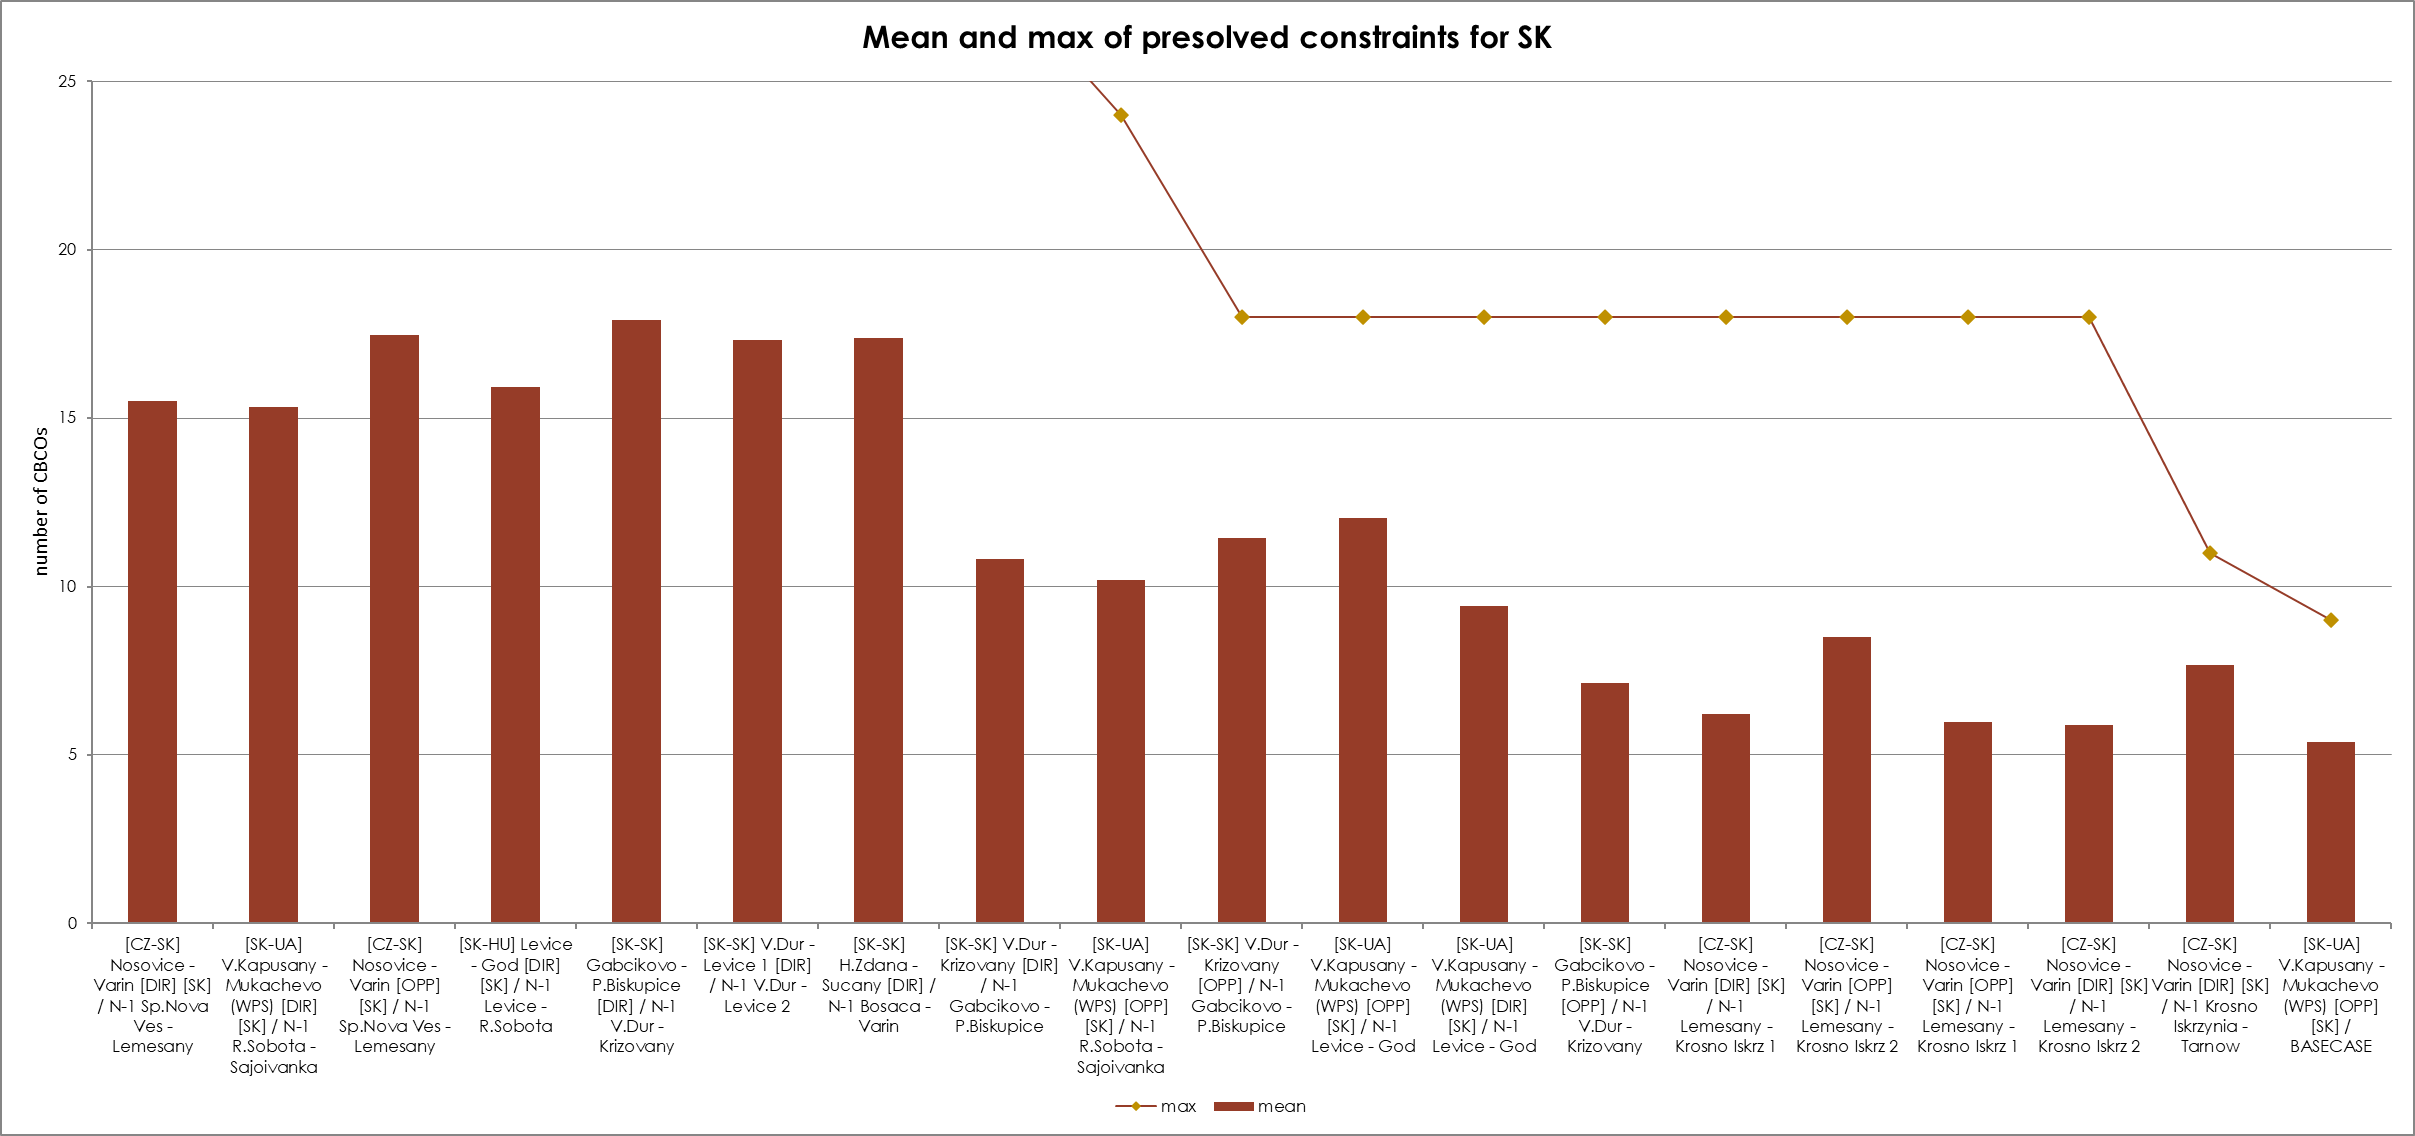 Mean and max of presolved constraints for SK
25
20
15
10
5
0
number of CBCOs
[CZ-SK]
Nosovice -
Varin [DIR] [SK]
/ N-1 Sp.Nova
Ves -
Lemesany
[SK-UA]
V.Kapusany -
Mukachevo
(WPS) [DIR]
[SK] / N-1
R.Sobota -
Sajoivanka
[CZ-SK]
Nosovice -
Varin [OPP]
[SK] / N-1
Sp.Nova Ves -
Lemesany
[SK-HU] Levice
- God [DIR]
[SK] / N-1
Levice -
R.Sobota
[SK-SK]
Gabcikovo -
P.Biskupice
[DIR] / N-1
V.Dur -
Krizovany
[SK-SK] V.Dur -
Levice 1 [DIR]
/ N-1 V.Dur -
Levice 2
[SK-SK]
H.Zdana -
Sucany [DIR] /
N-1 Bosaca -
Varin
[SK-SK] V.Dur -
Krizovany [DIR]
/ N-1
Gabcikovo -
P.Biskupice
[SK-UA]
V.Kapusany -
Mukachevo
(WPS) [OPP]
[SK] / N-1
R.Sobota -
Sajoivanka
[SK-SK] V.Dur -
Krizovany
[OPP] / N-1
Gabcikovo -
P.Biskupice
[SK-UA]
V.Kapusany -
Mukachevo
(WPS) [OPP]
[SK] / N-1
Levice - God
[SK-UA]
V.Kapusany -
Mukachevo
(WPS) [DIR]
[SK] / N-1
Levice - God
[SK-SK]
Gabcikovo -
P.Biskupice
[OPP] / N-1
V.Dur -
Krizovany
[CZ-SK]
Nosovice -
Varin [DIR] [SK]
/ N-1
Lemesany -
Krosno Iskrz 1
[CZ-SK]
Nosovice -
Varin [OPP]
[SK] / N-1
Lemesany -
Krosno Iskrz 2
[CZ-SK]
Nosovice -
Varin [OPP]
[SK] / N-1
Lemesany -
Krosno Iskrz 1
[CZ-SK]
Nosovice -
Varin [DIR] [SK]
/ N-1
Lemesany -
Krosno Iskrz 2
[CZ-SK]
Nosovice -
Varin [DIR] [SK]
/ N-1 Krosno
Iskrzynia -
Tarnow
[SK-UA]
V.Kapusany -
Mukachevo
(WPS) [OPP]
[SK] /
BASECASE
max
mean